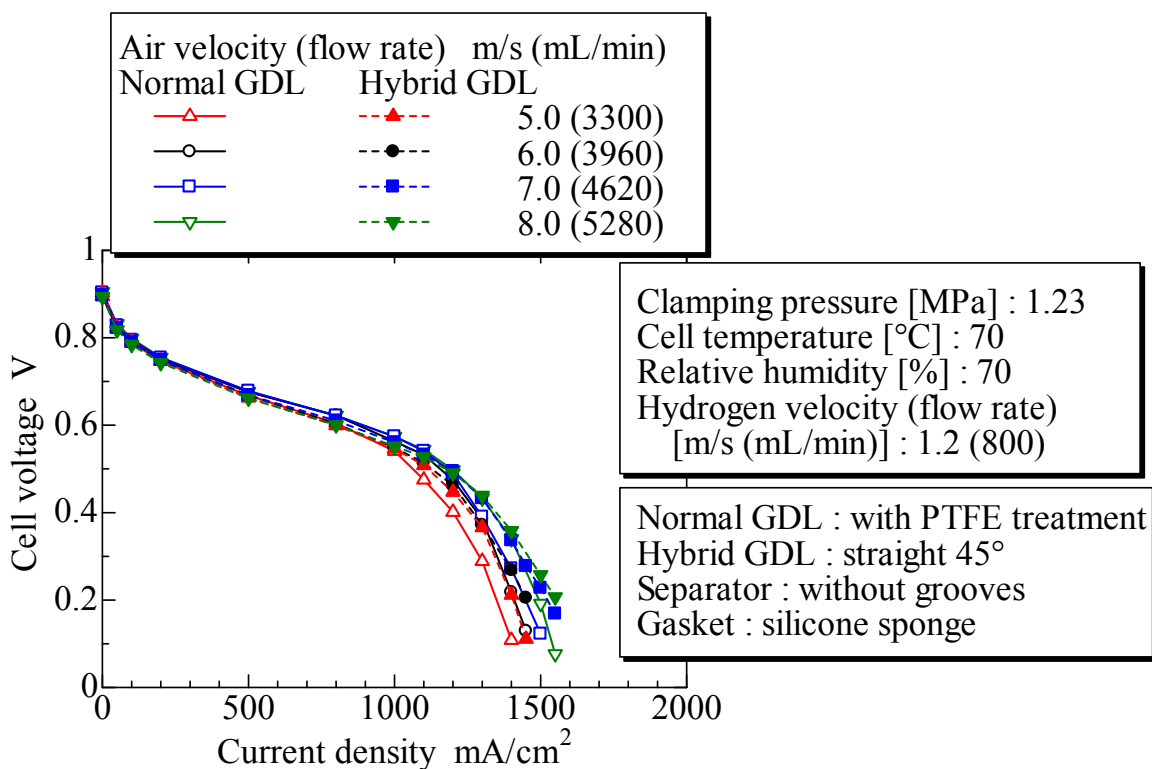 Air velocity (flow rate) m/s (mL/min)
Normal GDL Hybrid GDL
5.0 (3300)
6.0 (3960)
7.0 (4620)
8.0 (5280)
1
0.8
0.6
0.4
0.2
0
Cell voltage V
0 500 1000 1500 2000
Current density mA/cm²
Clamping pressure [MPa] : 1.23
Cell temperature [°C] : 70
Relative humidity [%] : 70
Hydrogen velocity (flow rate)
[m/s (mL/min)] : 1.2 (800)
Normal GDL : with PTFE treatment
Hybrid GDL : straight 45°
Separator : without grooves
Gasket : silicone sponge